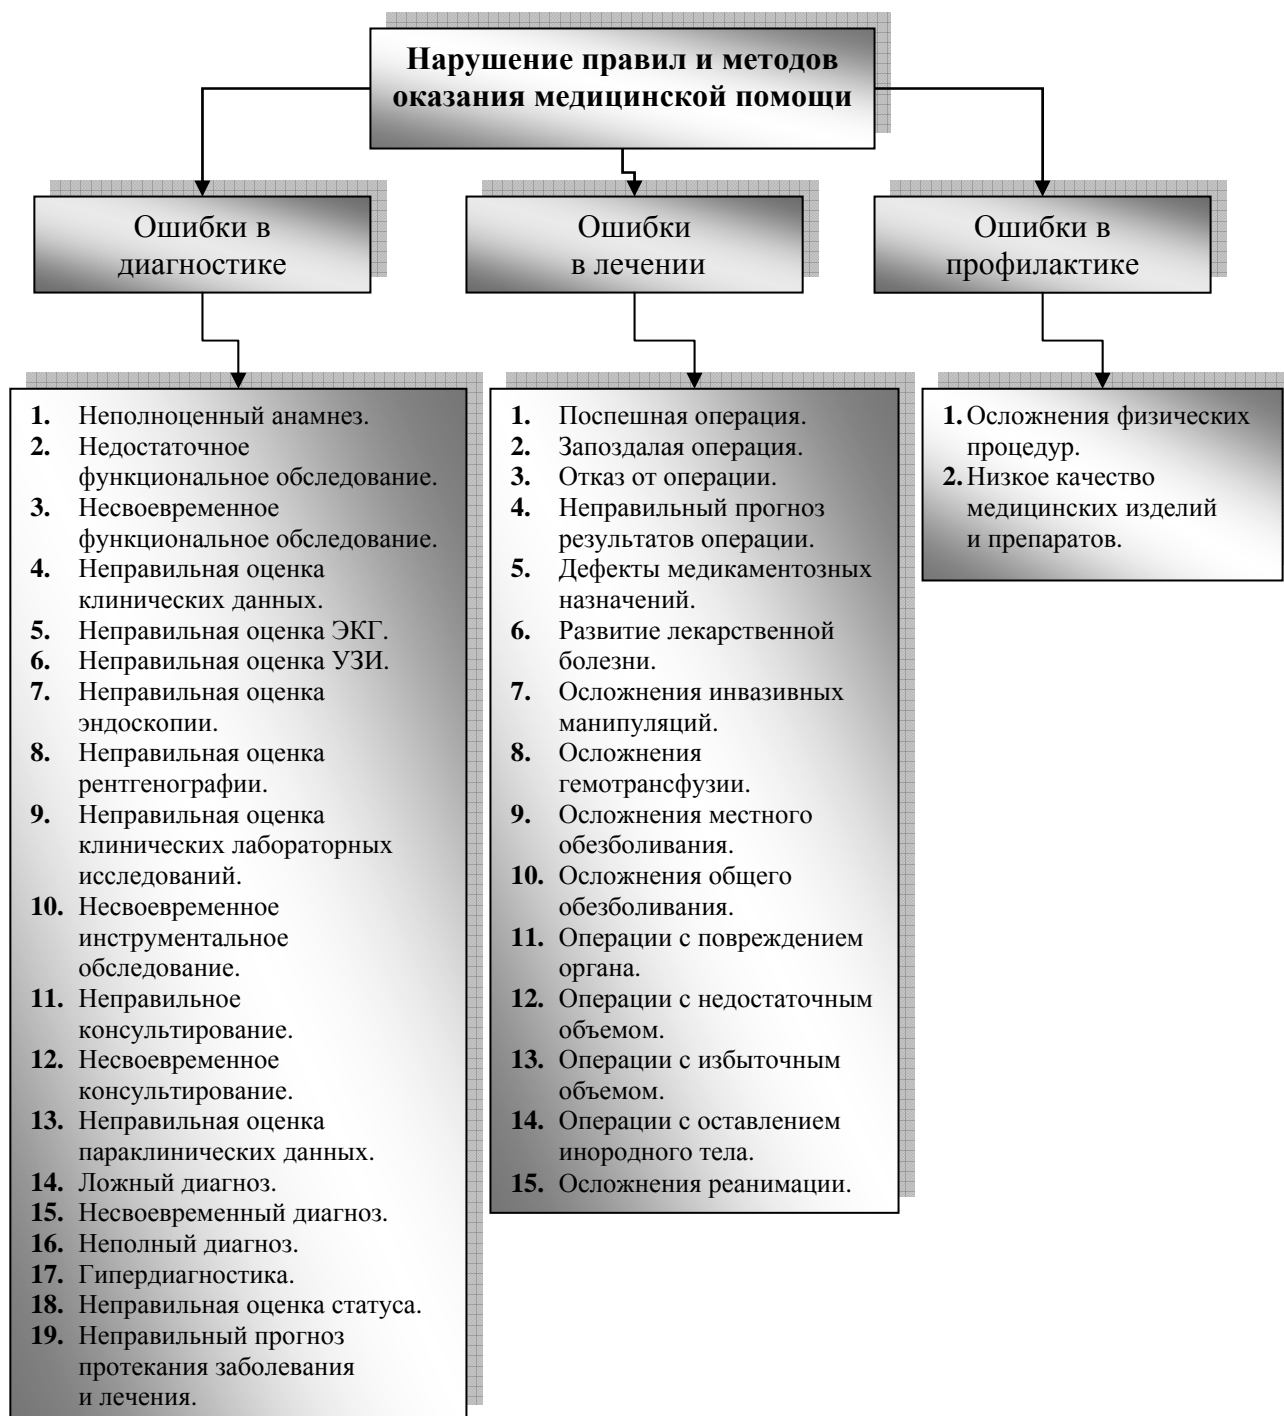 Нарушение правил и методов
оказания медицинской помощи
Ошибки в
диагностике
Ошибки
в лечении
Ошибки в
профилактике
1. Неполноценный анамнез.
2. Недостаточное
функциональное обследование.
3. Несвоевременное
функциональное обследование.
4. Неправильная оценка
клинических данных.
5. Неправильная оценка ЭКГ.
6. Неправильная оценка УЗИ.
7. Неправильная оценка
эндоскопии.
8. Неправильная оценка
рентгенографии.
9. Неправильная оценка
клинических лабораторных
исследований.
10. Несвоевременное
инструментальное
обследование.
11. Неправильное
консультирование.
12. Несвоевременное
консультирование.
13. Неправильная оценка
параклинических данных.
14. Ложный диагноз.
15. Несвоевременный диагноз.
16. Неполный диагноз.
17. Гипердиагностика.
18. Неправильная оценка статуса.
19. Неправильный прогноз
протекания заболевания
и лечения.
1. Поспешная операция.
2. Запоздалая операция.
3. Отказ от операции.
4. Неправильный прогноз
результатов операции.
5. Дефекты медикаментозных
назначений.
6. Развитие лекарственной
болезни.
7. Осложнения инвазивных
манипуляций.
8. Осложнения
гемотрансфузии.
9. Осложнения местного
обезболивания.
10. Осложнения общего
обезболивания.
11. Операции с повреждением
органа.
12. Операции с недостаточным
объемом.
13. Операции с избыточным
объемом.
14. Операции с оставлением
инородного тела.
15. Осложнения реанимации.
1. Осложнения физических
процедур.
2. Низкое качество
медицинских изделий
и препаратов.